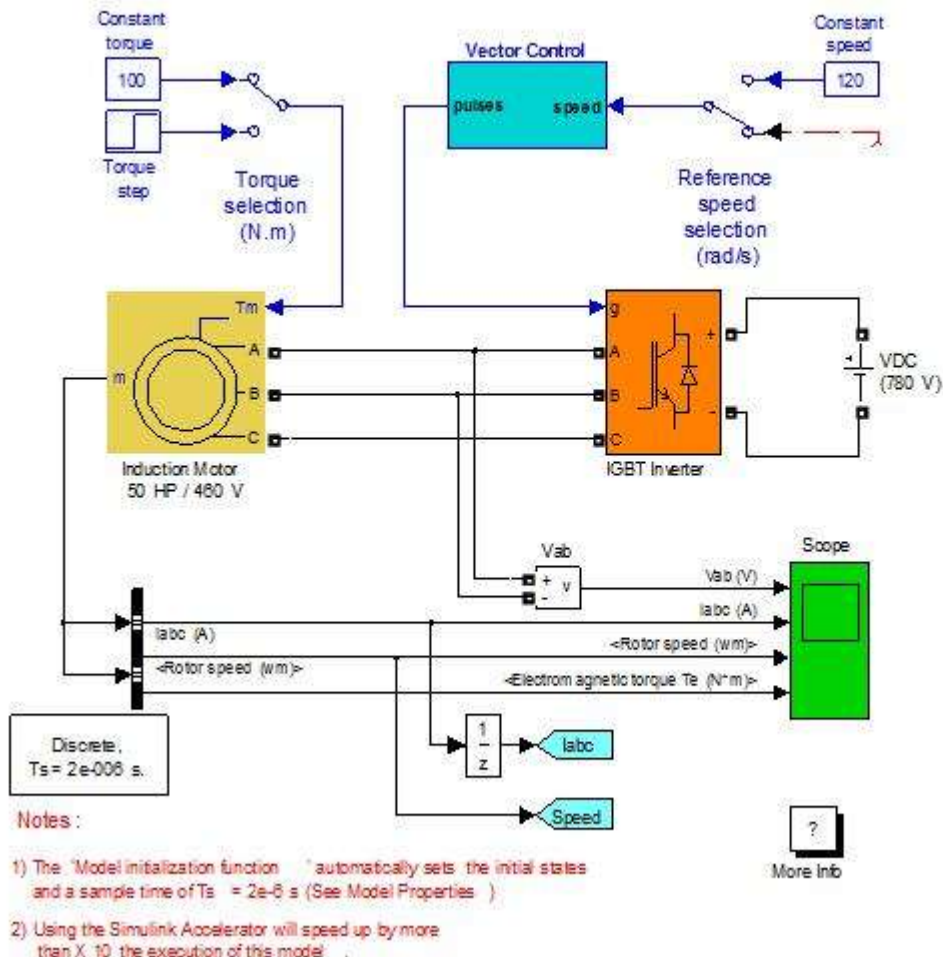 Constant
torque
100
Torque
step
Torque
selection
(N.m)
Vector Control
pulses
speed
Constant
speed
120
Reference
speed
selection
(rad/s)
Tm
m
A
B
C
Induction Motor
50 HP / 460 V
g
A
B
C
+
-
IGBT Inverter
+
VDC
(780 V)
Vab
+
-
v
Scope
Vab (V)
Iabc (A)
<Rotor speed (wm)>
<Electrom agnetic torque Te (N*m)>
Iabc (A)
<Rotor speed (wm)>
Discrete,
Ts = 2e-006 s.
1
z
Iabc
Speed
?
More Info
Notes :
1) The 'Model initialization function ' automatically sets the initial states
and a sample time of Ts = 2e-6 s (See Model Properties )
2) Using the Simulink Accelerator will speed up by more
than X 10 the execution of this model .